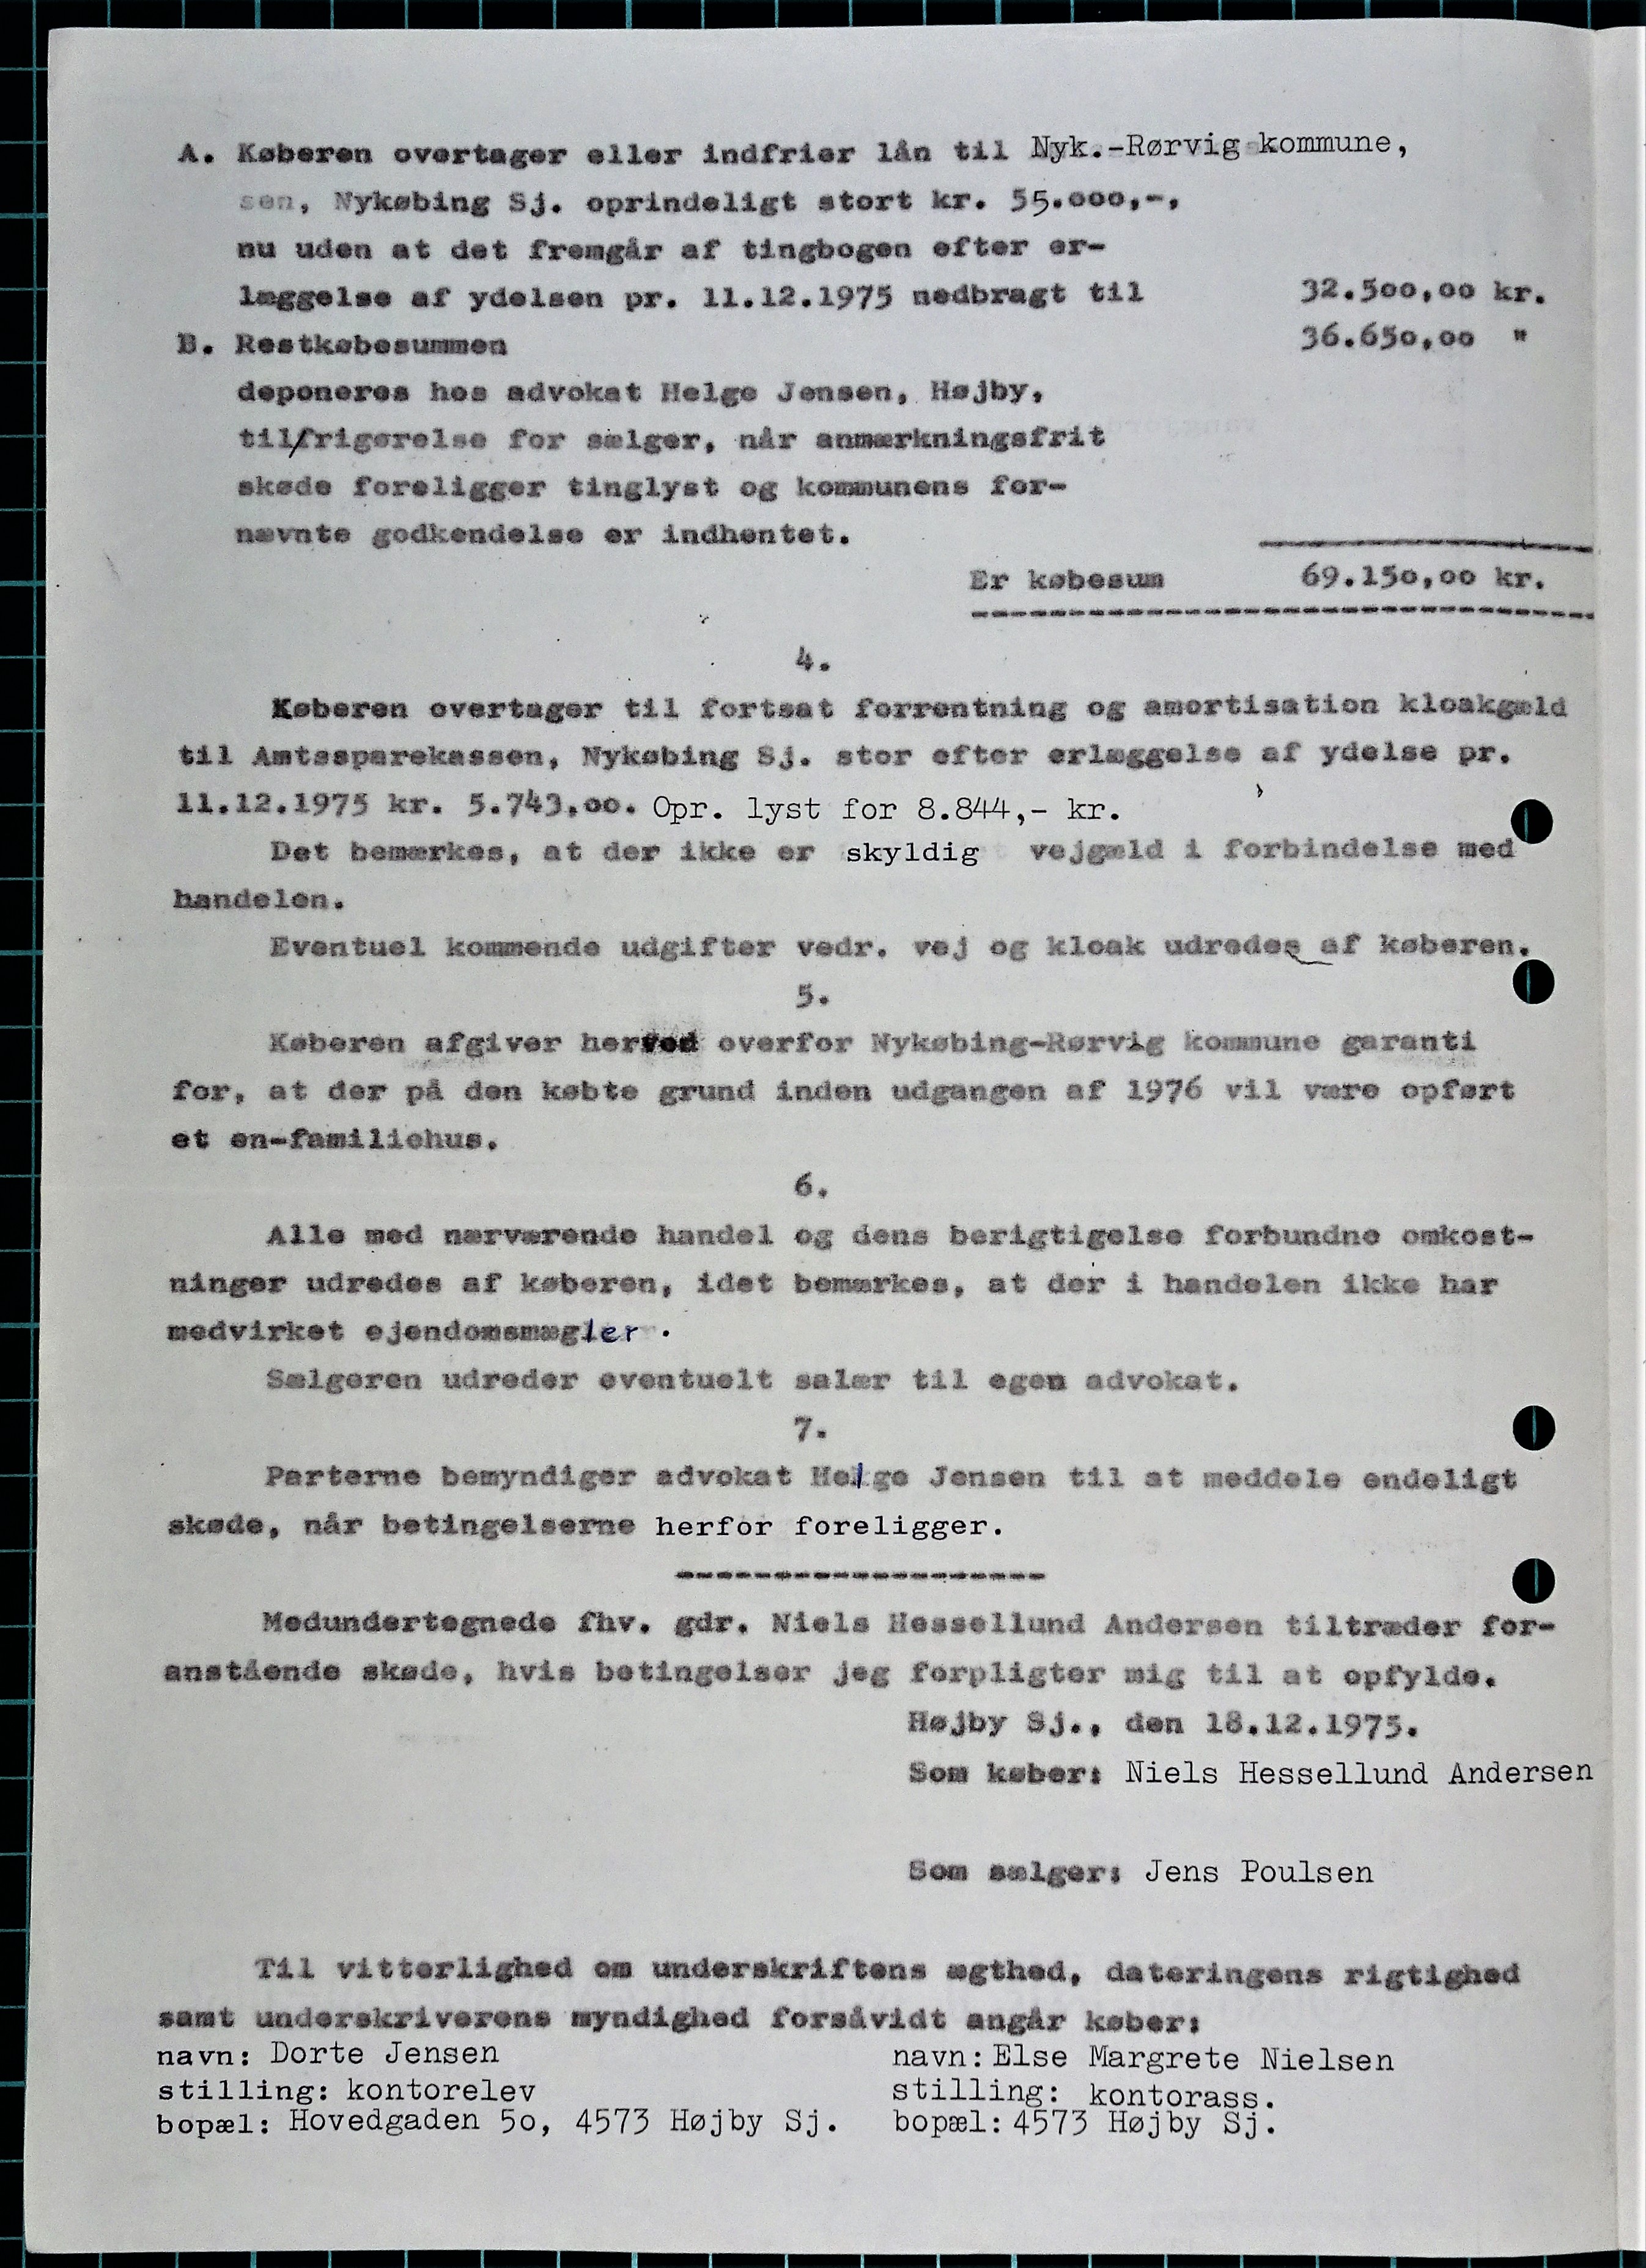 A. Køberen overtager eller indfrier lån til Nyk.-Rørvig kommune,
sen, Nykøbing Sj. oprindeligt stort kr. 55.ooo,-,
nu uden at det fremgår af tingbogen efter er-
læggelse af ydelsen pr. 11.12.1975 nedbragt til 32.5oo,oo kr.
B. Restkøbesummen 36.65o,oo "
deponeres hos advokat Helge Jensen, Højby,
til/frigørelse for sælger, når anmærkningsfrit
skøde foreligger tinglyst og kommunens for-
nævnte godkendelse er indhentet.
Er købesum 69.15o,oo kr.
4.
Køberen overtager til fortsat forrentning og amortisation kloakgæld
til Amtssparekassen, Nykøbing Sj. stor efter erlæggelse af ydelse pr.
11.12.1975 kr. 5.743,oo. Opr. lyst for 8.844,- kr.
Det bemærkes, at der ikke er skyldig vejgæld i forbindelse med
handelen.
Eventuel kommende udgifter vedr. vej og kloak udredes af køberen.
5.
Køberen afgiver herved overfor Nykøbing-Rørvig kommune garanti
for, at der på den købte grund inden udgangen af 1976 vil være opført
et en-familiehus.
6.
Alle med nærværende handel og dens berigtigelse forbundne omkost-
ninger udredes af køberen, idet bemærkes, at der i handelen ikke har
medvirket ejendomsmægler .
Sælgeren udreder eventuelt salær til egen advokat.
7.
Parterne bemyndiger advokat Helge Jensen til at meddele endeligt
skøde, når betingelserne herfor foreligger.
-------------------
Medundertegnede fhv. gdr. Niels Hessellund Andersen tiltræder for-
anstående skøde, hvis betingelser jeg forpligter mig til at opfylde.
Højby Sj., den 18.12.1975.
Som køber: Niels Hessellund Andersen
Som sælger: Jens Poulsen
Til vitterlighed om underskriftens ægthed, dateringens rigtighed
samt underskriverens myndighed forsåvidt angår køber:
navn: Dorte Jensen navn: Else Margrete Nielsen
stilling: kontorelev stilling: kontorass.
bopæl: Hovedgaden 5o, 4573 Højby Sj. bopæl: 4573 Højby Sj.